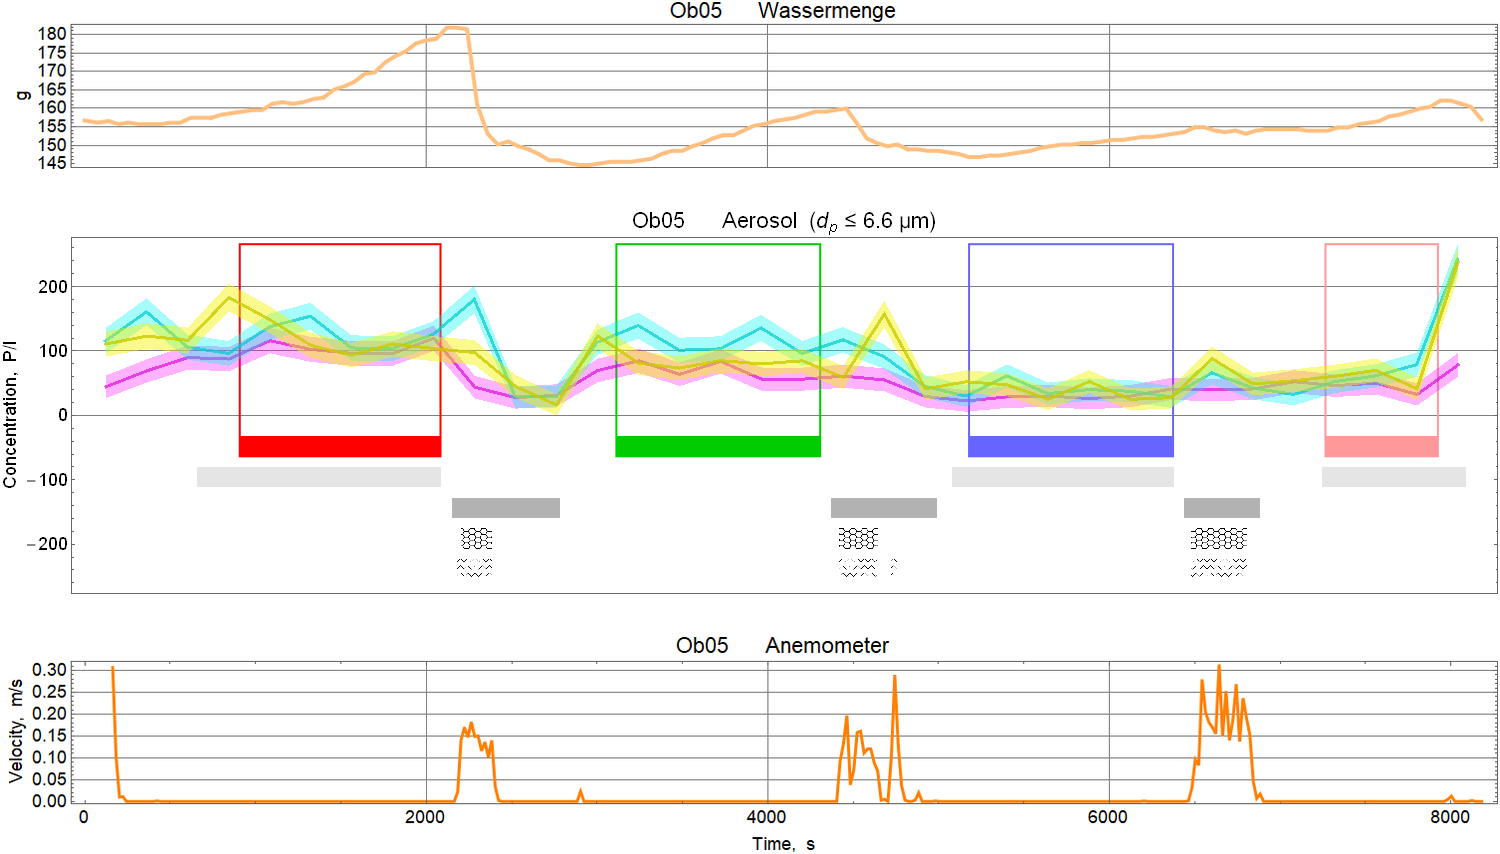 Ob05 Wassermenge
180
175
170
165
160
155
150
145
g
Ob05 Aerosol (dp ≤ 6.6 μm)
200
100
0
−100
−200
Concentration, P/l
Ob05 Anemometer
0.30
0.25
0.20
0.15
0.10
0.05
0.00
Velocity, m/s
0 2000 4000 6000 8000
Time, s